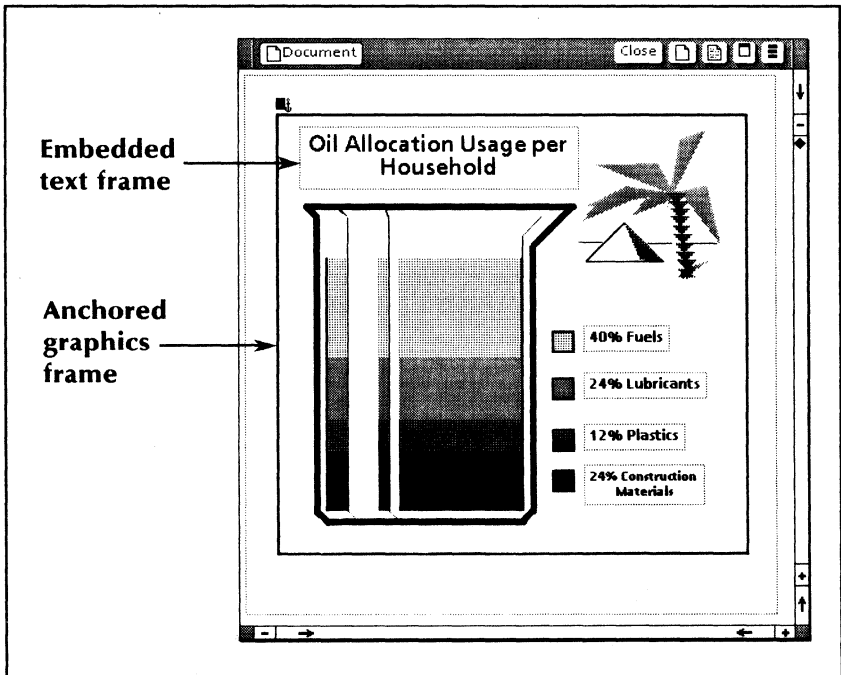 Document
Close
Embedded
text frame
Oil Allocation Usage per
Household
Anchored
graphics
frame
40% Fuels
24% Lubricants
12% Plastics
24% Construction
Materials